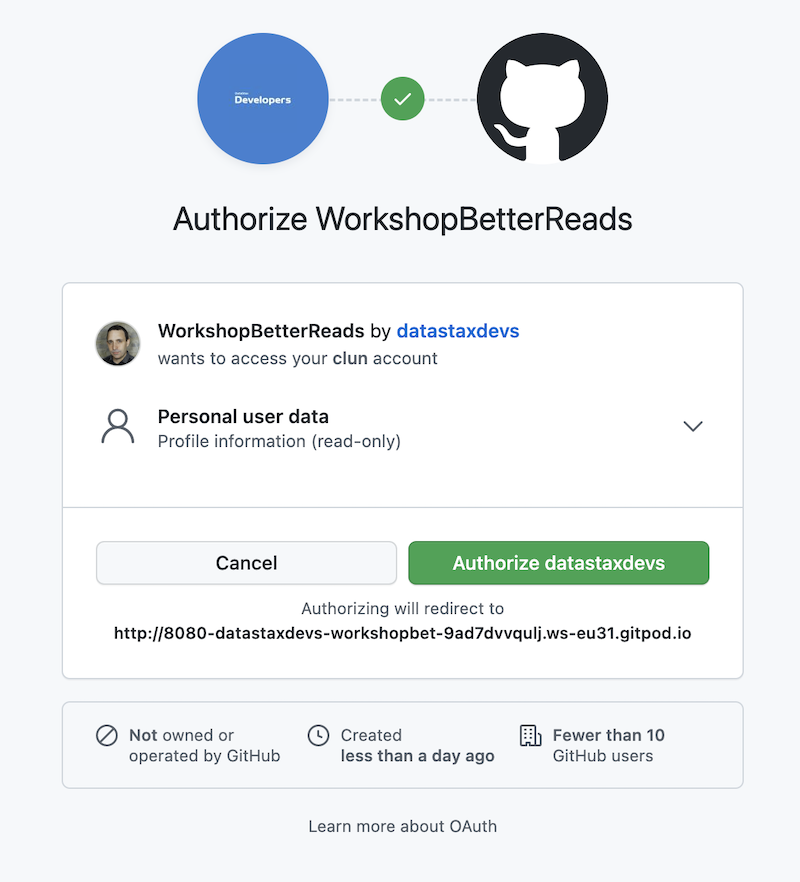 Developers
Authorize WorkshopBetterReads
WorkshopBetterReads by datastaxdevs
wants to access your clun account
Personal user data
Profile information (read-only)
Cancel
Authorize datastaxdevs
Authorizing will redirect to
http://8080-datastaxdevs-workshopbet-9ad7dvvqulj.ws-eu31.gitpod.io
Not owned or
operated by GitHub
Created
less than a day ago
Fewer than 10
GitHub users
Learn more about OAuth